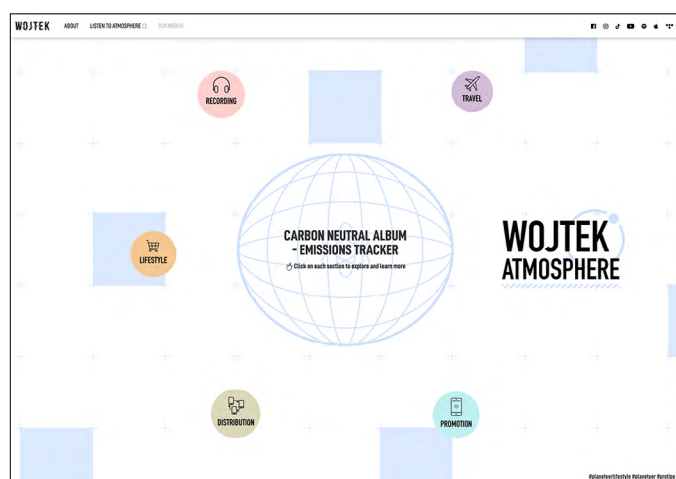 WOJTEK ABOUT LISTEN TO ATMOSPHERE BUY MERCH
RECORDING
TRAVEL
LIFESTYLE
CARBON NEUTRAL ALBUM
- EMISSIONS TRACKER
Click on each section to explore and learn more
WOJTEK
ATMOSPHERE
DISTRIBUTION
PROMOTION
#planeteerlifestyle #planeteer #protips